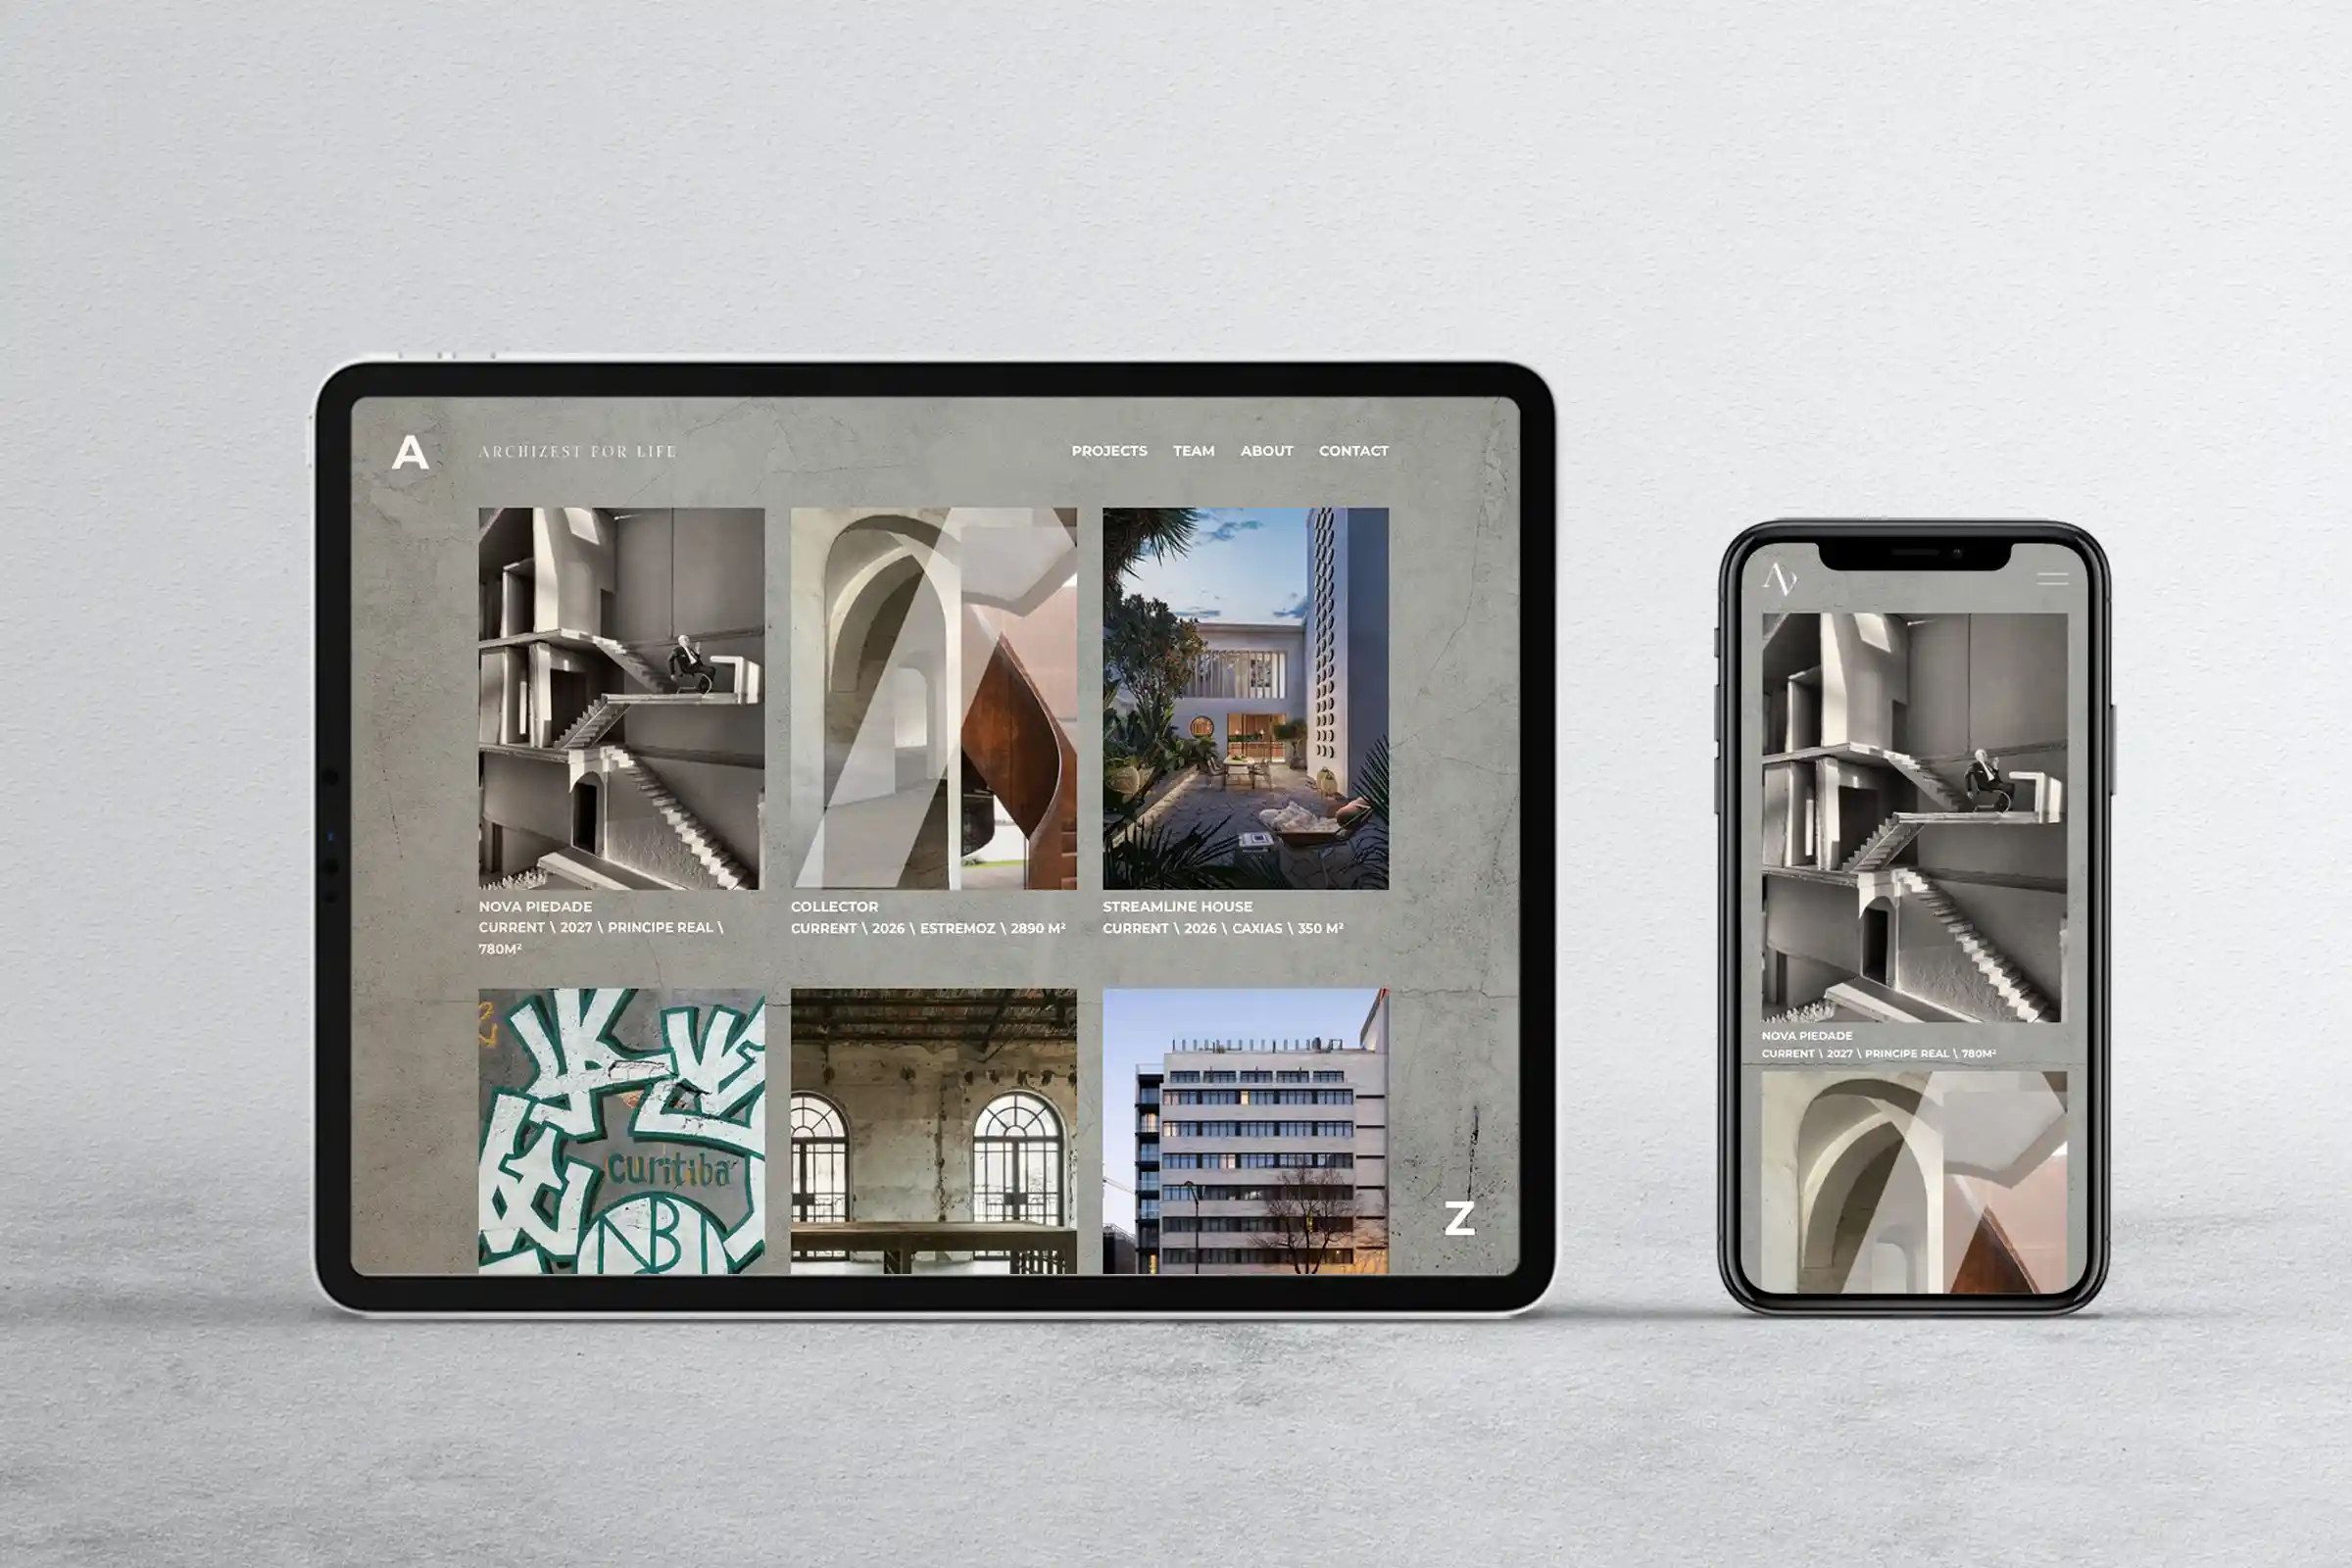 A
ARCHIZEST FOR LIFE
PROJECTS TEAM ABOUT CONTACT
NOVA PIEDADE
CURRENT \ 2027 \ PRINCIPE REAL \
780M²
COLLECTOR
CURRENT \ 2026 \ ESTREMOZ \ 2890 M²
STREAMLINE HOUSE
CURRENT \ 2026 \ CAXIAS \ 350 M²
curitiba
Z
NOVA PIEDADE
CURRENT \ 2027 \ PRINCIPE REAL \ 780M²